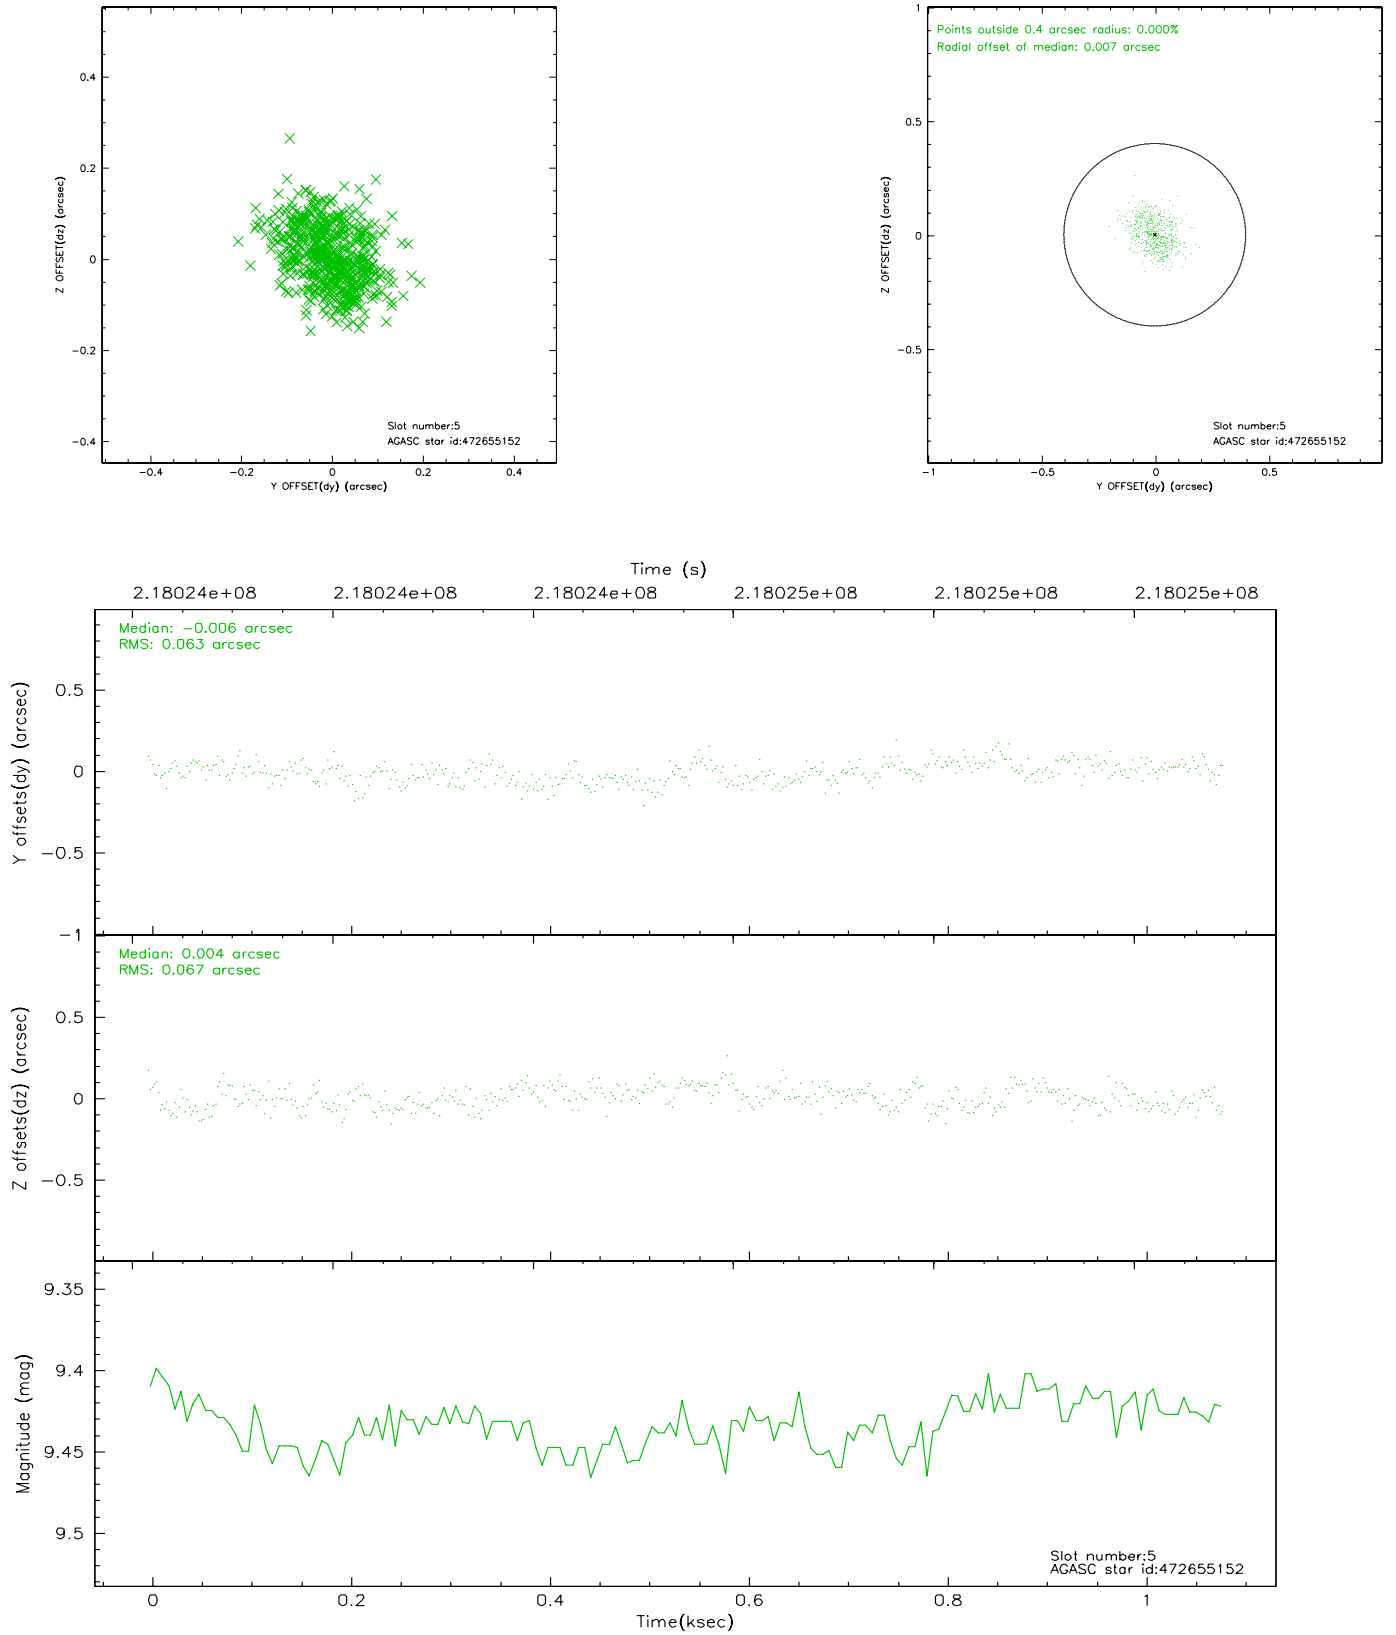 0.4
0.2
0
−0.2
−0.4
Z OFFSET(dz) (arcsec)
Slot number:5
AGASC star id:472655152
−0.4 −0.2 0 0.2 0.4
Y OFFSET(dy) (arcsec)
1
0.5
0
−0.5
Z OFFSET(dz) (arcsec)
Points outside 0.4 arcsec radius: 0.000%
Radial offset of median: 0.007 arcsec
Slot number:5
AGASC star id:472655152
−1 −0.5 0 0.5
Y OFFSET(dy) (arcsec)
Time (s)
2.18024e+08 2.18024e+08 2.18024e+08 2.18025e+08 2.18025e+08 2.18025e+08
Median: −0.006 arcsec
RMS: 0.063 arcsec
0.5
0
−0.5
−1
Y offsets(dy) (arcsec)
Median: 0.004 arcsec
RMS: 0.067 arcsec
0.5
0
−0.5
Z offsets(dz) (arcsec)
9.35
9.4
9.45
9.5
Magnitude (mag)
Slot number:5
AGASC star id:472655152
0 0.2 0.4 0.6 0.8 1
Time(ksec)